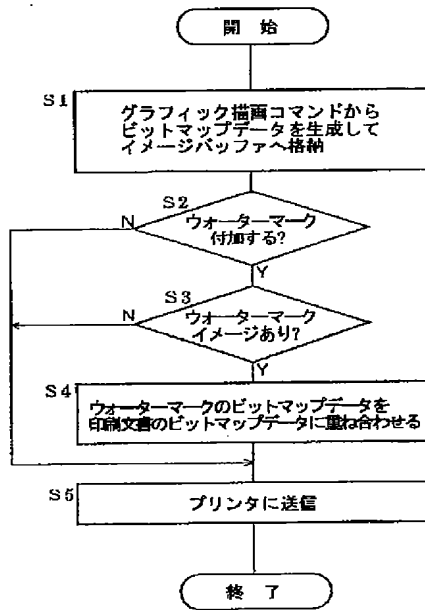 開 始
S1
グラフィック描画コマンドから
ビットマップデータを生成して
イメージバッファへ格納
S2
N
ウォーターマーク
付加する?
Y
S3
N
ウォーターマーク
イメージあり?
Y
S4
ウォーターマークのビットマップデータを
印刷文書のビットマップデータに重ね合わせる
S5
プリンタに送信
終 了